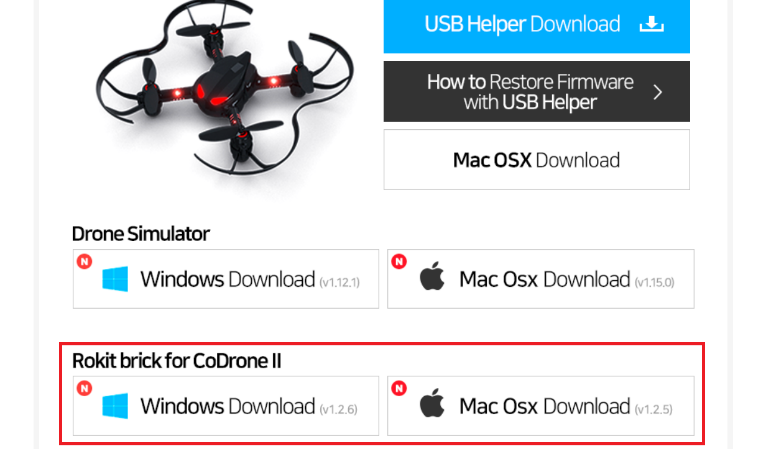 USB Helper Download
How to Restore Firmware
with USB Helper
Mac OSX Download
Drone Simulator
N
Windows Download (v1.12.1)
N
Mac Osx Download (v1.15.0)
Rokit brick for CoDrone II
N
Windows Download (v1.2.6)
N
Mac Osx Download (v1.2.5)